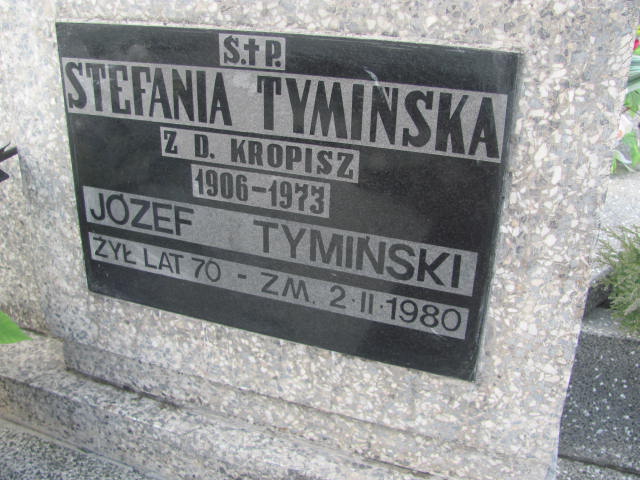 Ś.†P.
STEFANIA TYMIŃSKA
Z D. KROPISZ
1906-1973
JÓZEF TYMIŃSKI
ŻYŁ LAT 70 - ZM. 2·II·1980